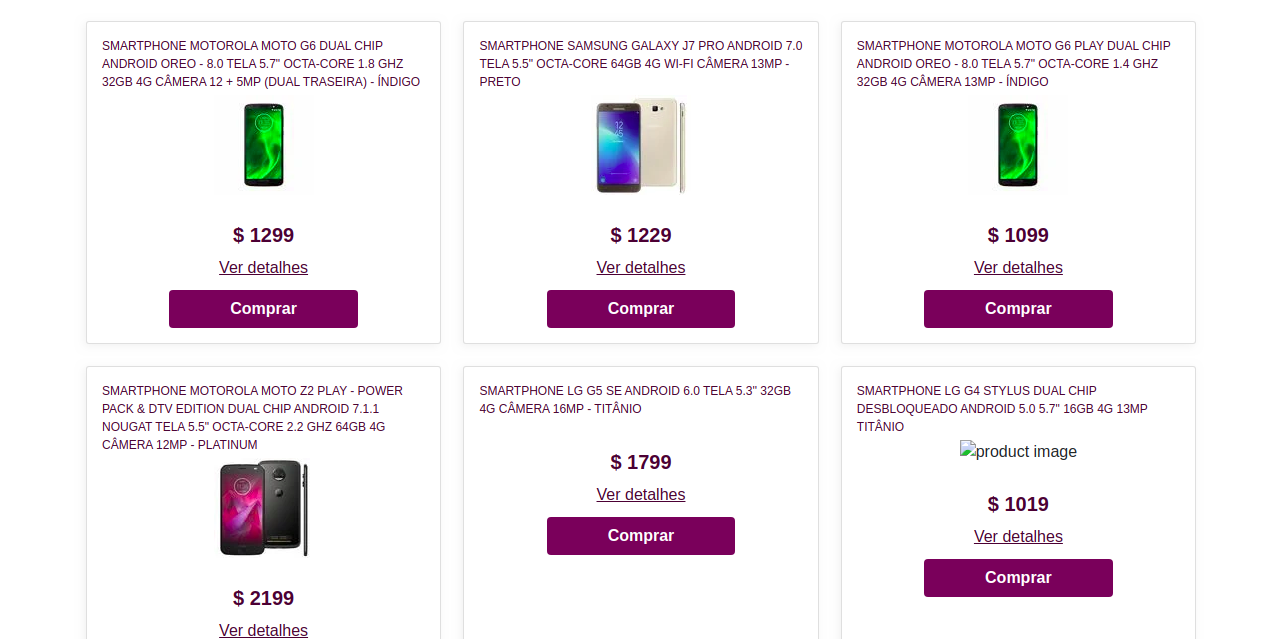 SMARTPHONE MOTOROLA MOTO G6 DUAL CHIP
ANDROID OREO - 8.0 TELA 5.7" OCTA-CORE 1.8 GHZ
32GB 4G CÂMERA 12 + 5MP (DUAL TRASEIRA) - ÍNDIGO
$ 1299
Ver detalhes
Comprar
SMARTPHONE SAMSUNG GALAXY J7 PRO ANDROID 7.0
TELA 5.5" OCTA-CORE 64GB 4G WI-FI CÂMERA 13MP -
PRETO
$ 1229
Ver detalhes
Comprar
SMARTPHONE MOTOROLA MOTO G6 PLAY DUAL CHIP
ANDROID OREO - 8.0 TELA 5.7" OCTA-CORE 1.4 GHZ
32GB 4G CÂMERA 13MP - ÍNDIGO
$ 1099
Ver detalhes
Comprar
SMARTPHONE MOTOROLA MOTO Z2 PLAY - POWER
PACK & DTV EDITION DUAL CHIP ANDROID 7.1.1
NOUGAT TELA 5.5" OCTA-CORE 2.2 GHZ 64GB 4G
CÂMERA 12MP - PLATINUM
$ 2199
Ver detalhes
SMARTPHONE LG G5 SE ANDROID 6.0 TELA 5.3" 32GB
4G CÂMERA 16MP - TITÂNIO
$ 1799
Ver detalhes
Comprar
SMARTPHONE LG G4 STYLUS DUAL CHIP
DESBLOQUEADO ANDROID 5.0 5.7" 16GB 4G 13MP
TITÂNIO
product image
$ 1019
Ver detalhes
Comprar